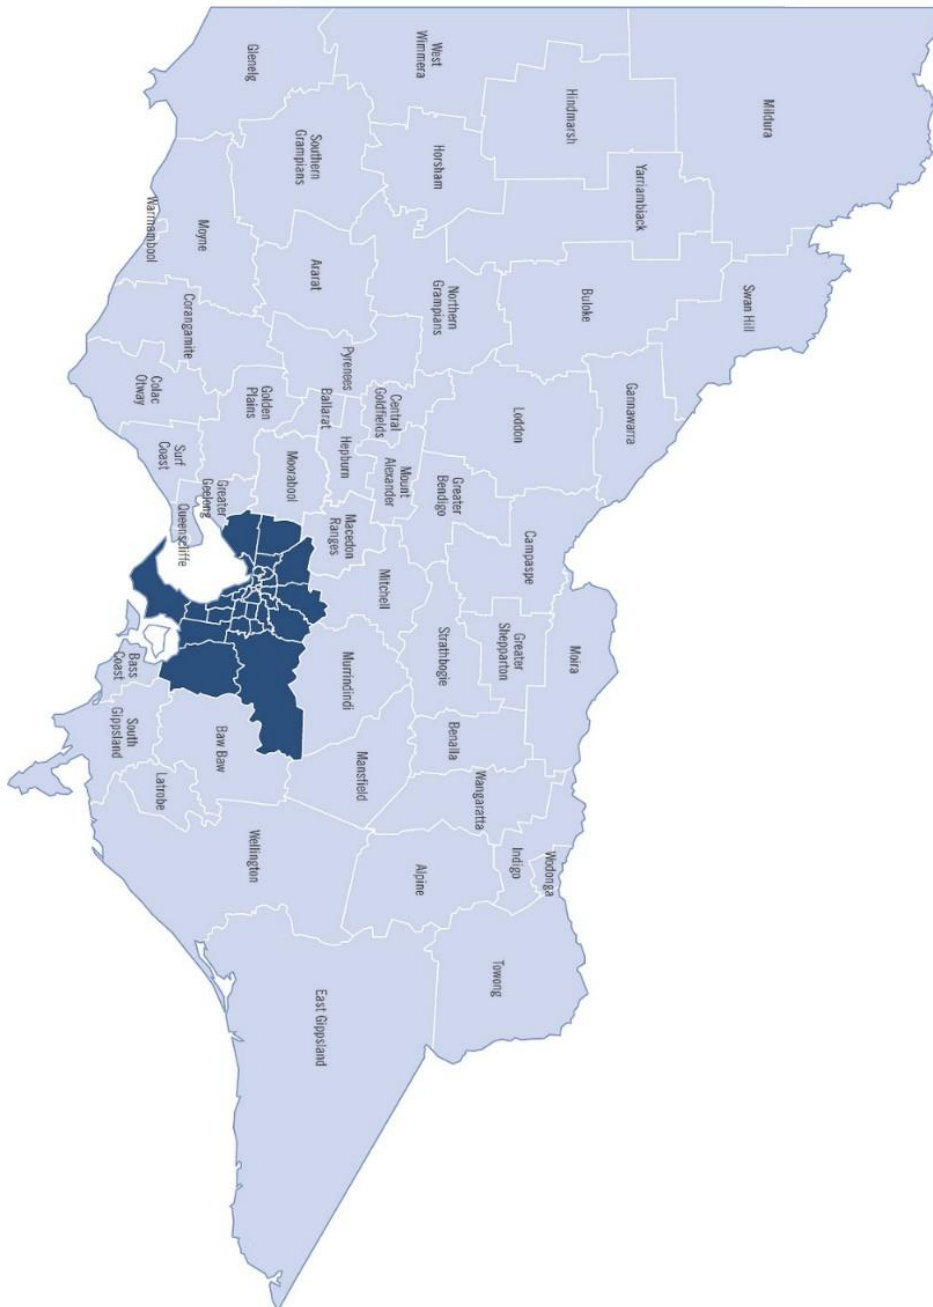 Mildura
Swan Hill
Hindmarsh
Yarriambiack
Buloke
Gannawarra
West
Wimmera
Horsham
Northern
Grampians
Loddon
Campaspe
Moira
Greater
Shepparton
Greater
Bendigo
Strathbogie
Benalla
Wangaratta
Indigo
Wodonga
Towong
Glenelg
Southern
Grampians
Ararat
Pyrenees
Central
Goldfields
Mount
Alexander
Hepburn
Ballarat
Macedon
Ranges
Mitchell
Murrindindi
Mansfield
Alpine
East Gippsland
Moyne
Warrnambool
Corangamite
Golden
Plains
Moorabool
Colac
Otway
Surf
Coast
Greater
Geelong
Queenscliffe
Bass
Coast
South
Gippsland
Baw Baw
Latrobe
Wellington